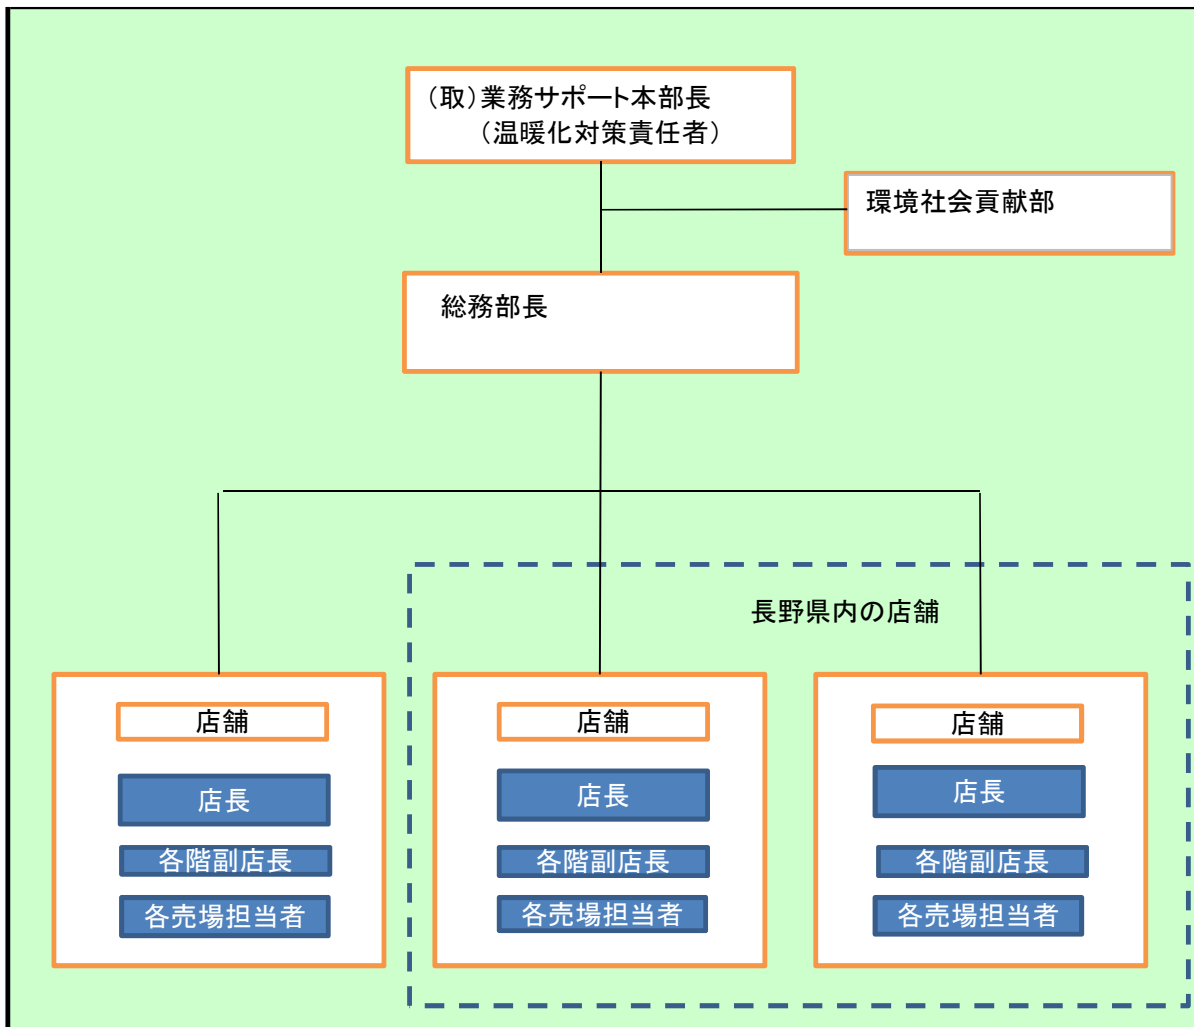 （取）業務サポート本部長
（温暖化対策責任者）
環境社会貢献部
総務部長
長野県内の店舗
店舗
店長
各階副店長
各売場担当者
店舗
店長
各階副店長
各売場担当者
店舗
店長
各階副店長
各売場担当者